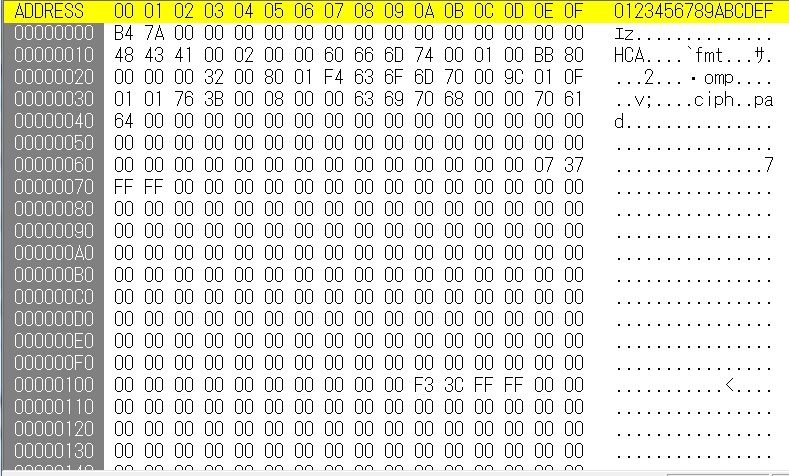 ADDRESS 00 01 02 03 04 05 06 07 08 09 0A 0B 0C 0D 0E 0F 0123456789ABCDEF
00000000 B4 7A 00 00 00 00 00 00 00 00 00 00 00 00 00 00 ｴz..............
00000010 48 43 41 00 02 00 00 60 66 6D 74 00 01 00 BB 80 HCA....`fmt...ｻ.
00000020 00 00 00 32 00 80 01 F4 63 6F 6D 70 00 9C 01 0F ...2...・omp....
00000030 01 01 76 3B 00 08 00 00 63 69 70 68 00 00 70 61 ..v;....ciph..pa
00000040 64 00 00 00 00 00 00 00 00 00 00 00 00 00 00 00 d...............
00000050 00 00 00 00 00 00 00 00 00 00 00 00 00 00 00 00 ................
00000060 00 00 00 00 00 00 00 00 00 00 00 00 00 00 07 37 ...............7
00000070 FF FF 00 00 00 00 00 00 00 00 00 00 00 00 00 00 ................
00000080 00 00 00 00 00 00 00 00 00 00 00 00 00 00 00 00 ................
00000090 00 00 00 00 00 00 00 00 00 00 00 00 00 00 00 00 ................
000000A0 00 00 00 00 00 00 00 00 00 00 00 00 00 00 00 00 ................
000000B0 00 00 00 00 00 00 00 00 00 00 00 00 00 00 00 00 ................
000000C0 00 00 00 00 00 00 00 00 00 00 00 00 00 00 00 00 ................
000000D0 00 00 00 00 00 00 00 00 00 00 00 00 00 00 00 00 ................
000000E0 00 00 00 00 00 00 00 00 00 00 00 00 00 00 00 00 ................
000000F0 00 00 00 00 00 00 00 00 00 00 00 00 00 00 00 00 ................
00000100 00 00 00 00 00 00 00 00 00 00 F3 3C FF FF 00 00 ...........<....
00000110 00 00 00 00 00 00 00 00 00 00 00 00 00 00 00 00 ................
00000120 00 00 00 00 00 00 00 00 00 00 00 00 00 00 00 00 ................
00000130 00 00 00 00 00 00 00 00 00 00 00 00 00 00 00 00 ................